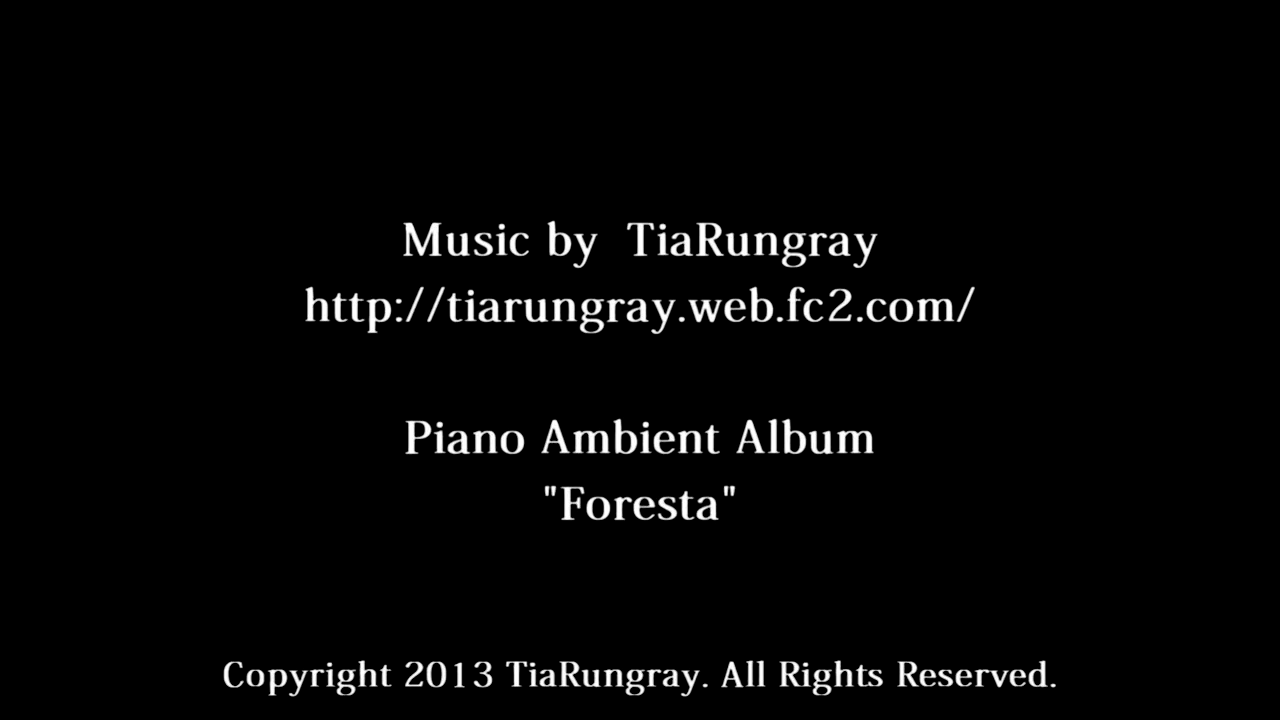 Music by TiaRungray
http://tiarungray.web.fc2.com/
Piano Ambient Album
"Foresta"
Copyright 2013 TiaRungray. All Rights Reserved.